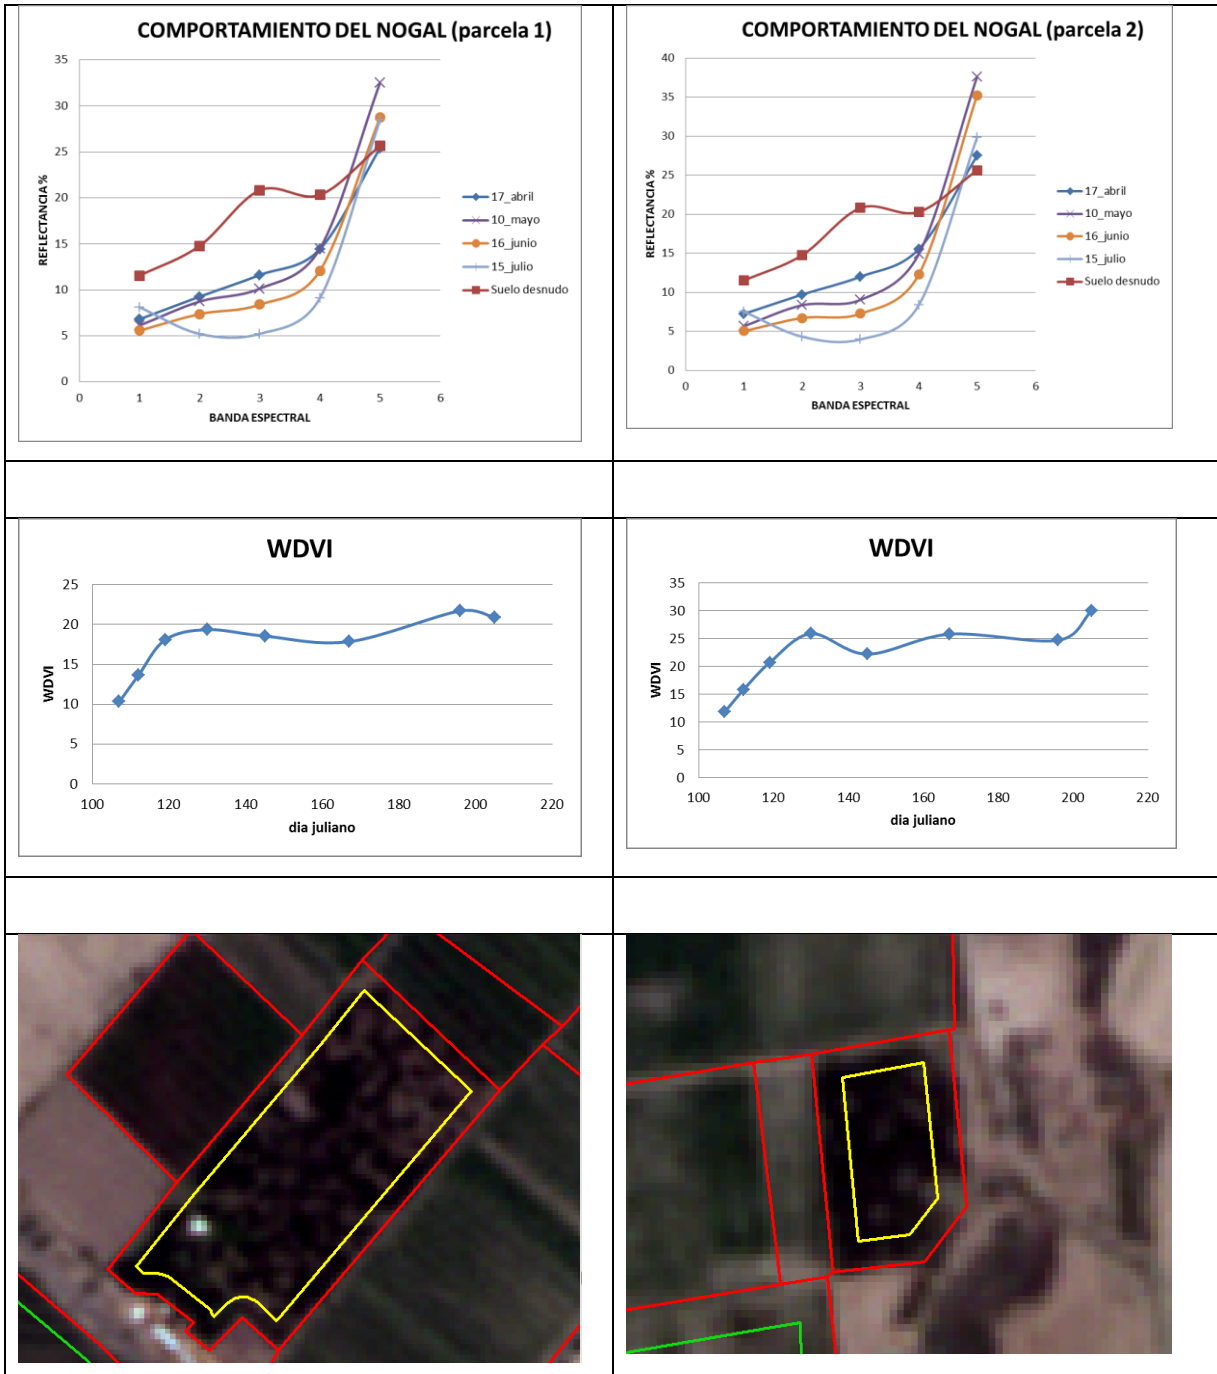 COMPORTAMIENTO DEL NOGAL (parcela 1)
35
30
25
20
15
10
5
0
0 1 2 3 4 5 6
REFLECTANCIA %
BANDA ESPECTRAL
17_abril
10_mayo
16_junio
15_julio
Suelo desnudo
COMPORTAMIENTO DEL NOGAL (parcela 2)
40
35
30
25
20
15
10
5
0
0 1 2 3 4 5 6
REFLECTANCIA %
BANDA ESPECTRAL
17_abril
10_mayo
16_junio
15_julio
Suelo desnudo
WDVI
25
20
15
10
5
0
100 120 140 160 180 200 220
WDVI
dia juliano
WDVI
35
30
25
20
15
10
5
0
100 120 140 160 180 200 220
WDVI
dia juliano